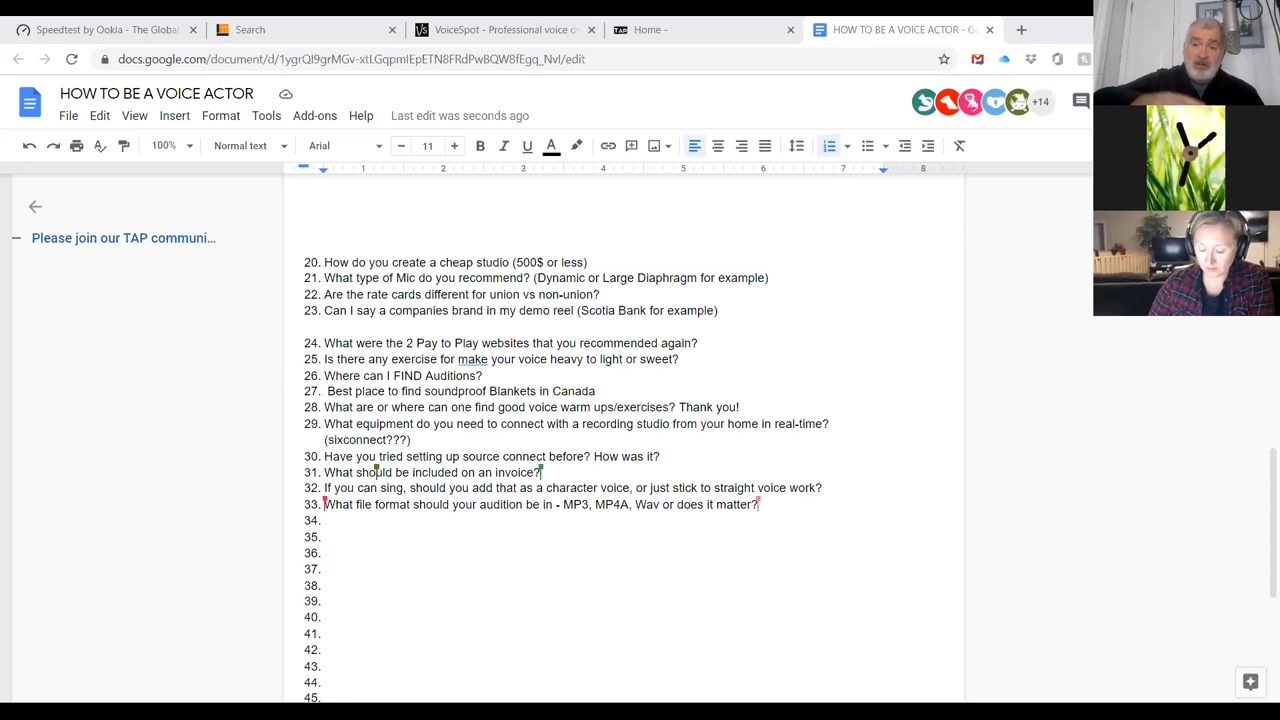 Speedtest by Ookla - The Global
Search
VoiceSpot - Professional voice ov
TAP
Home -
HOW TO BE A VOICE ACTOR - Go
HOW TO BE A VOICE ACTOR
File Edit View Insert Format Tools Add-ons Help Last edit was seconds ago
+14
100% Normal text Arial 11 B I U A
1 2 3 4 5 6 7 8
Please join our TAP communi...
20. How do you create a cheap studio (500$ or less)
21. What type of Mic do you recommend? (Dynamic or Large Diaphragm for example)
22. Are the rate cards different for union vs non-union?
23. Can I say a companies brand in my demo reel (Scotia Bank for example)
24. What were the 2 Pay to Play websites that you recommended again?
25. Is there any exercise for make your voice heavy to light or sweet?
26. Where can I FIND Auditions?
27. Best place to find soundproof Blankets in Canada
28. What are or where can one find good voice warm ups/exercises? Thank you!
29. What equipment do you need to connect with a recording studio from your home in real-time?
(sixconnect???)
30. Have you tried setting up source connect before? How was it?
31. What should be included on an invoice?
32. If you can sing, should you add that as a character voice, or just stick to straight voice work?
33. What file format should your audition be in - MP3, MP4A, Wav or does it matter?
34.
35.
36.
37.
38.
39.
40.
41.
42.
43.
44.
45.